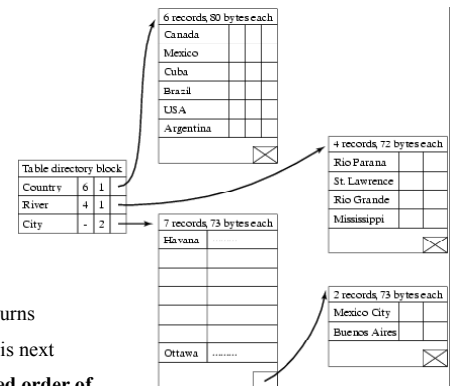 6 records, 80 bytes each
Canada
Mexico
Cuba
Brazil
USA
Argentina
4 records, 72 bytes each
Rio Parana
St. Lawrence
Rio Grande
Mississippi
Table directory block
Country 6 1
River 4 1
City - 2
7 records, 73 bytes each
Havana ........
Ottawa .........
2 records, 73 bytes each
Mexico City
Buenos Aires
urns
is next
ed order of